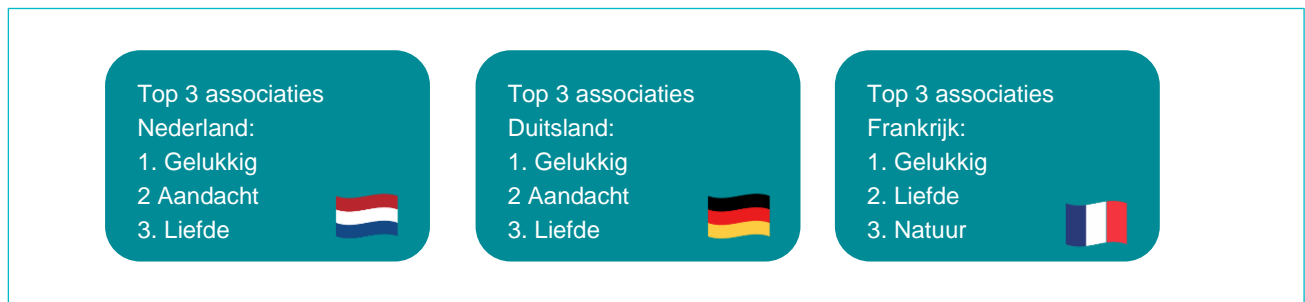 Top 3 associaties
Nederland:
1. Gelukkig
2 Aandacht
3. Liefde
Top 3 associaties
Duitsland:
1. Gelukkig
2 Aandacht
3. Liefde
Top 3 associaties
Frankrijk:
1. Gelukkig
2. Liefde
3. Natuur